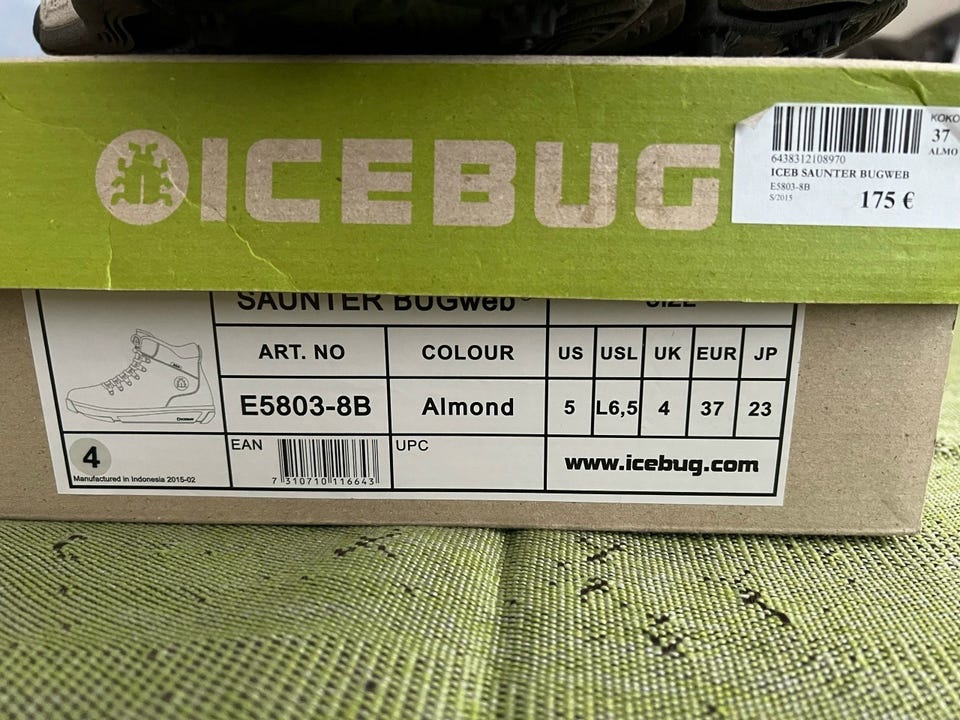 ICEBUG
KOKO
37
ALMO
6438312108970
ICEB SAUNTER BUGWEB
E5803-8B
S/2015
175 €
SAUNTER BUGweb
SIZE
ART. NO COLOUR US USL UK EUR JP
E5803-8B Almond 5 L6,5 4 37 23
4
Manufactured in Indonesia 2015-02
EAN
7 310710 116643
UPC
www.icebug.com